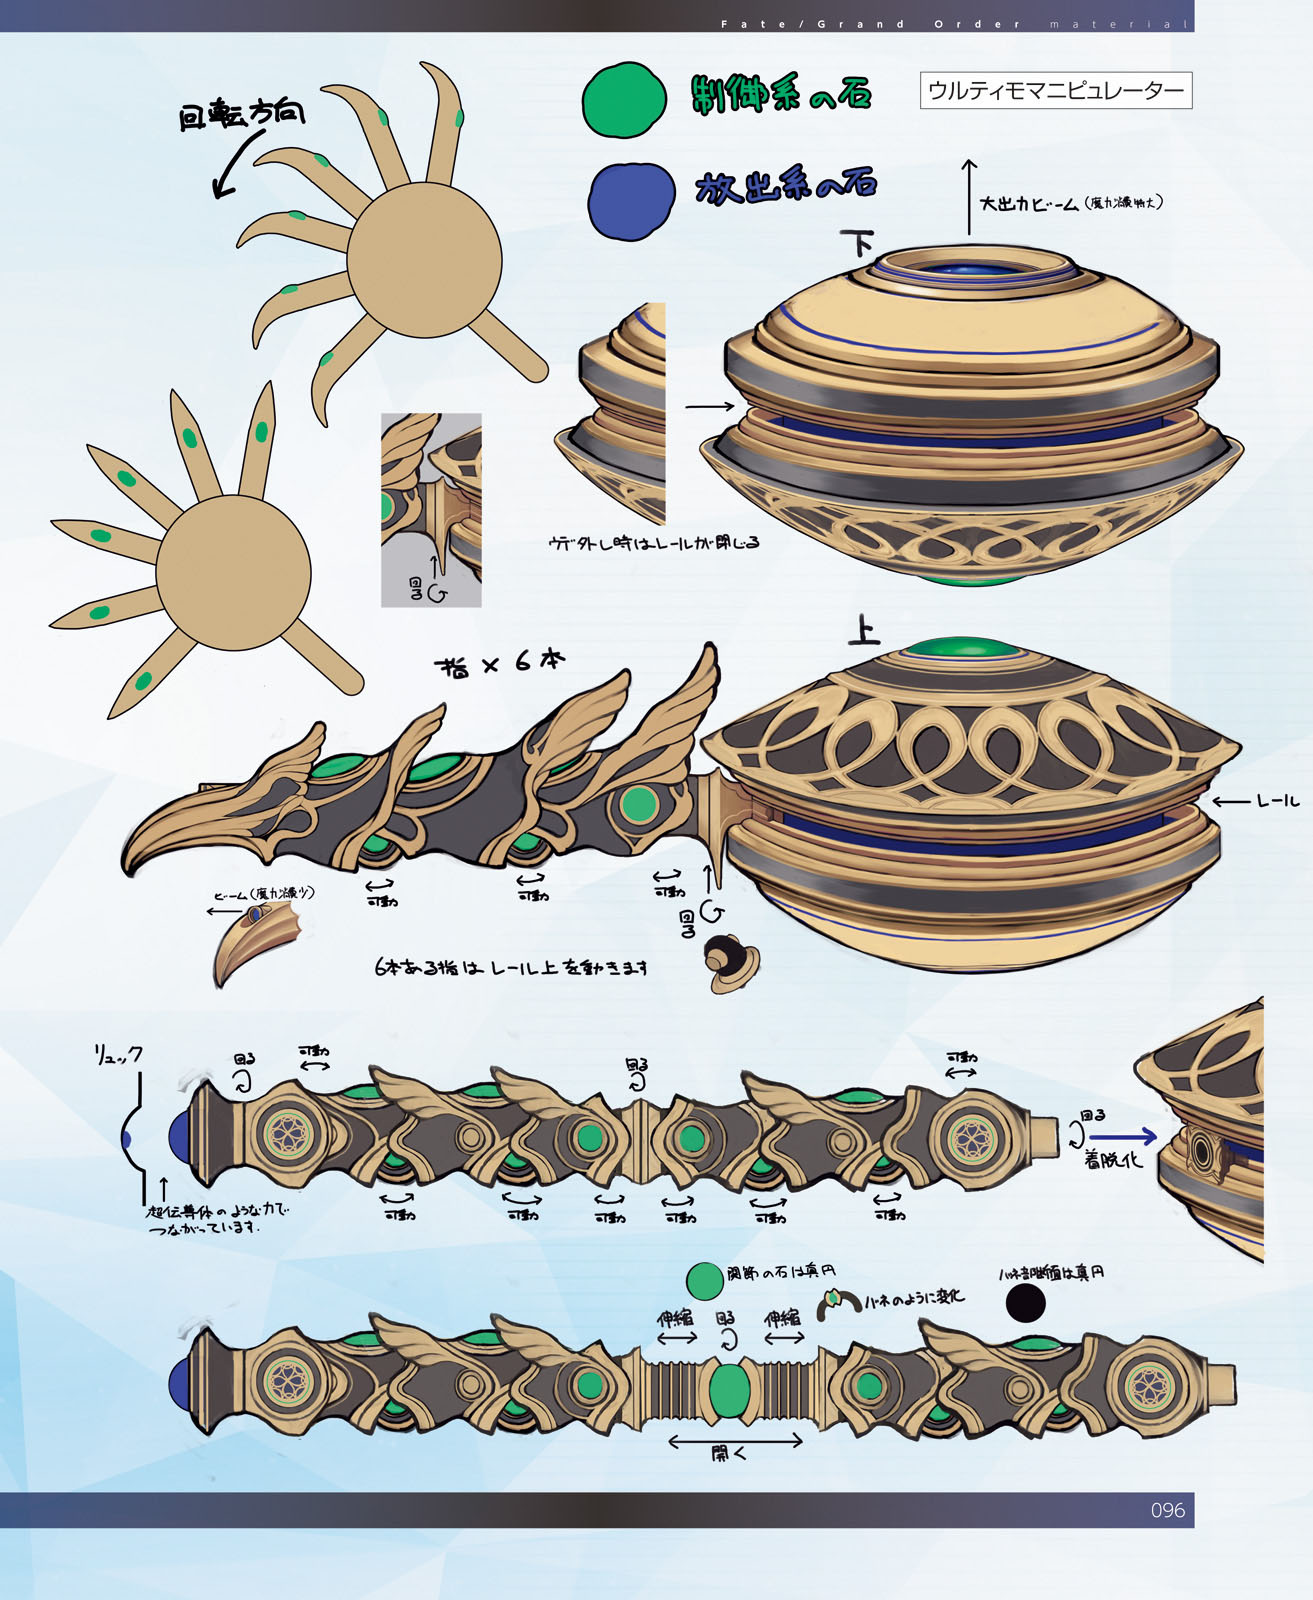 Fate/Grand Order material
ウルティモマニピュレーター
制御系の石
放出系の石
回転方向
大出力ビーム(魔力濃特大)
下
ウデ外し時はレールが閉じる
回る
上
指×6本
レール
可動
可動
可動
回る
ビーム(魔力濃少)
6本ある指はレール上を動きます
リュック
回る
可動
回る
可動
回る
着脱化
可動
可動
可動
可動
可動
可動
超伝導体のような力で
つながっています.
関節の石は真円
バネのように変化
バネ部断面は真円
伸縮
回る
伸縮
開く
096